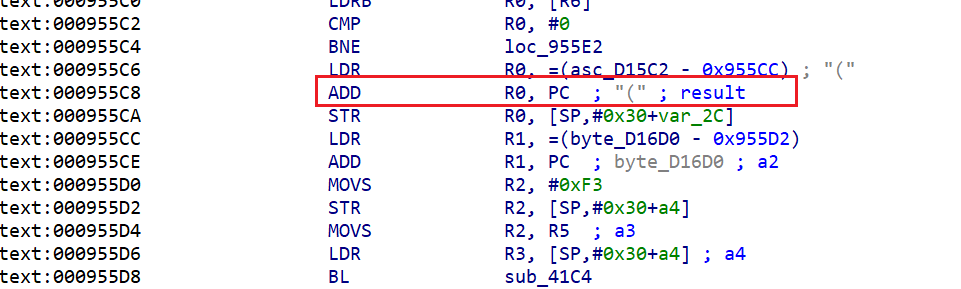 text:000955C0 LDRB R0, [R6]
text:000955C2 CMP R0, #0
text:000955C4 BNE loc_955E2
text:000955C6 LDR R0, =(asc_D15C2 - 0x955CC) ; "("
text:000955C8 ADD R0, PC ; "(" ; result
text:000955CA STR R0, [SP,#0x30+var_2C]
text:000955CC LDR R1, =(byte_D16D0 - 0x955D2)
text:000955CE ADD R1, PC ; byte_D16D0 ; a2
text:000955D0 MOVS R2, #0xF3
text:000955D2 STR R2, [SP,#0x30+a4]
text:000955D4 MOVS R2, R5 ; a3
text:000955D6 LDR R3, [SP,#0x30+a4] ; a4
text:000955D8 BL sub_41C4